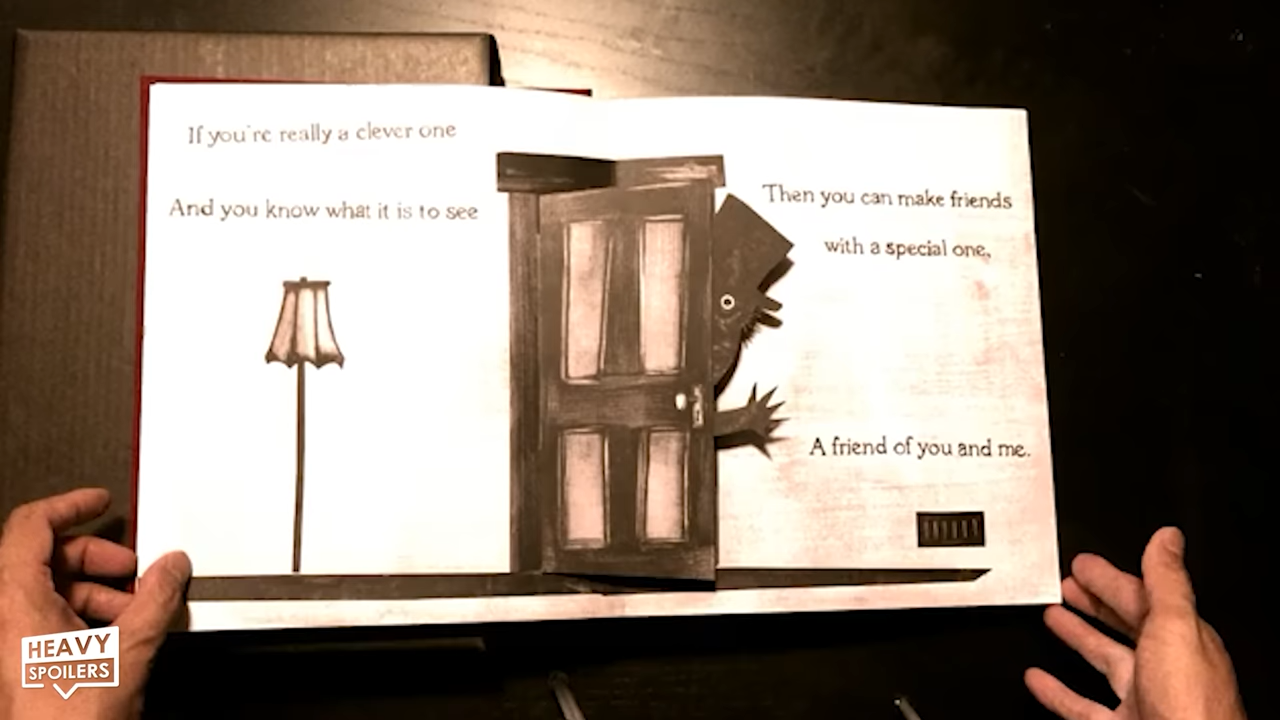 If you're really a clever one
And you know what it is to see
Then you can make friends
with a special one,
A friend of you and me.
HEAVY
SPOILERS